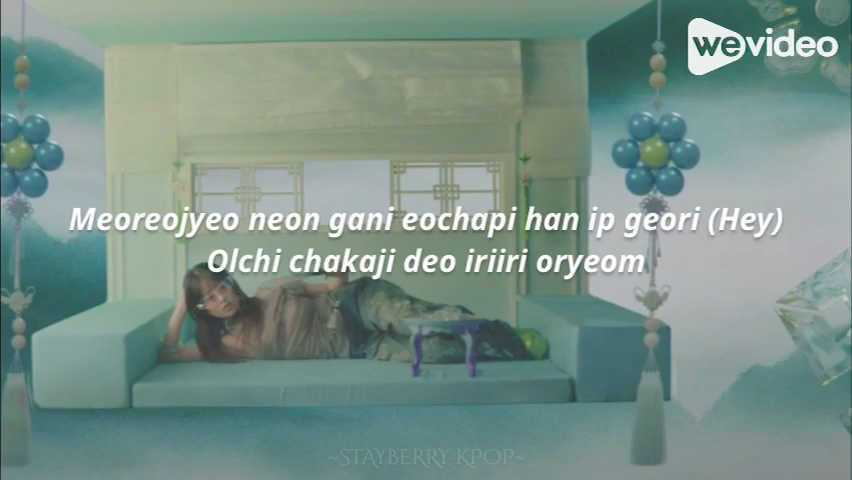 wevideo
Meoreojyeo neon gani eochapi han ip geori (Hey)
Olchi chakaji deo iriiri oryeom
~STAYBERRY KPOP~